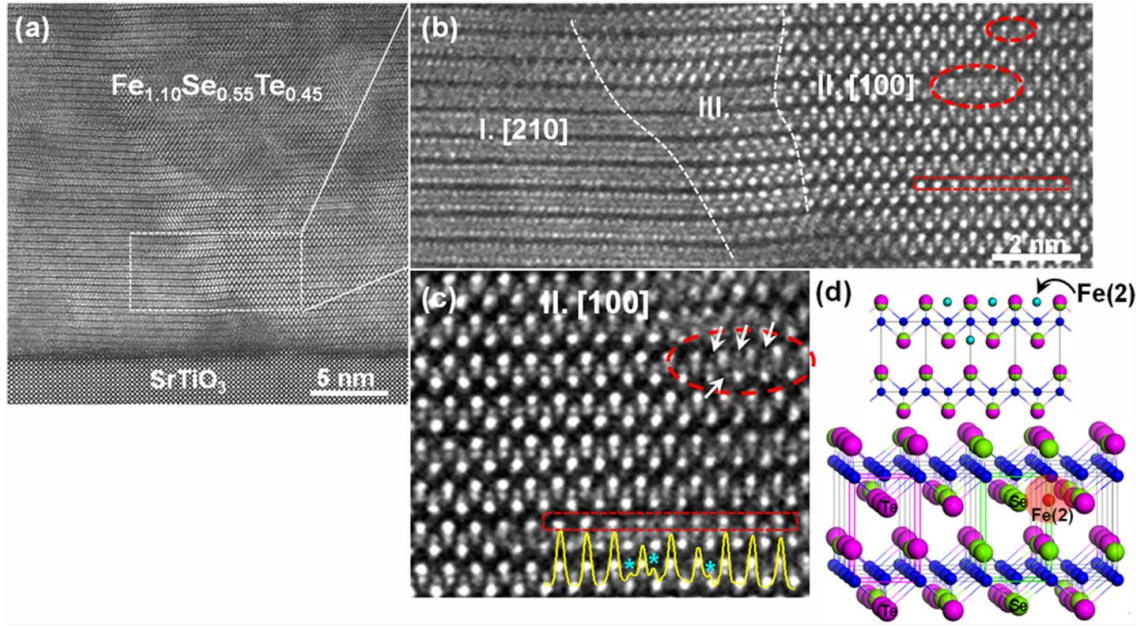 (a)
Fe1.10Se0.55Te0.45
SrTiO3
5 nm
(b)
I. [210]
III.
II. [100]
2 nm
(c)
II. [100]
* * *
(d)
Fe(2)
Te
Se
Fe(2)
Te
Se